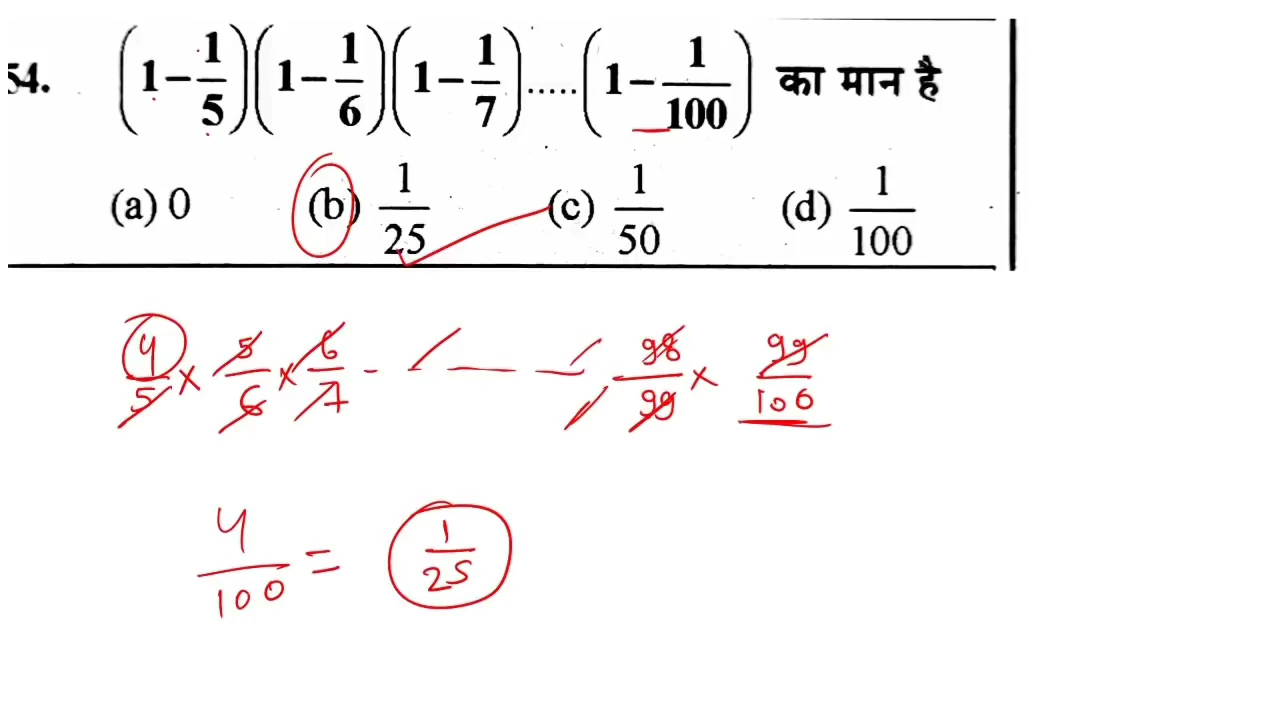 54. (1-1/5)(1-1/6)(1-1/7).....(1-1/100) का मान है
(a) 0 (b) 1/25 (c) 1/50 (d) 1/100
4/5 × 5/6 × 6/7 - - - - 98/99 × 99/100
4/100 = 1/25